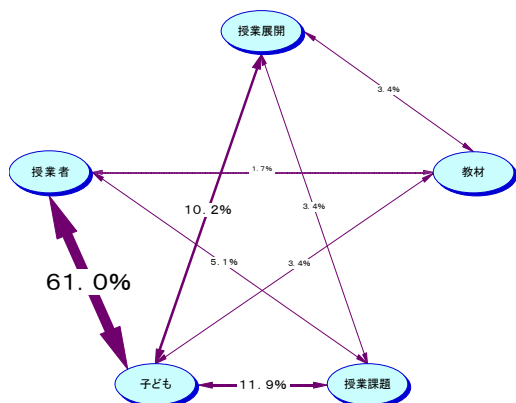 授業展開
3.4%
授業者
1.7%
教材
10.2%
3.4%
5.1%
3.4%
61.0%
子ども
11.9%
授業課題